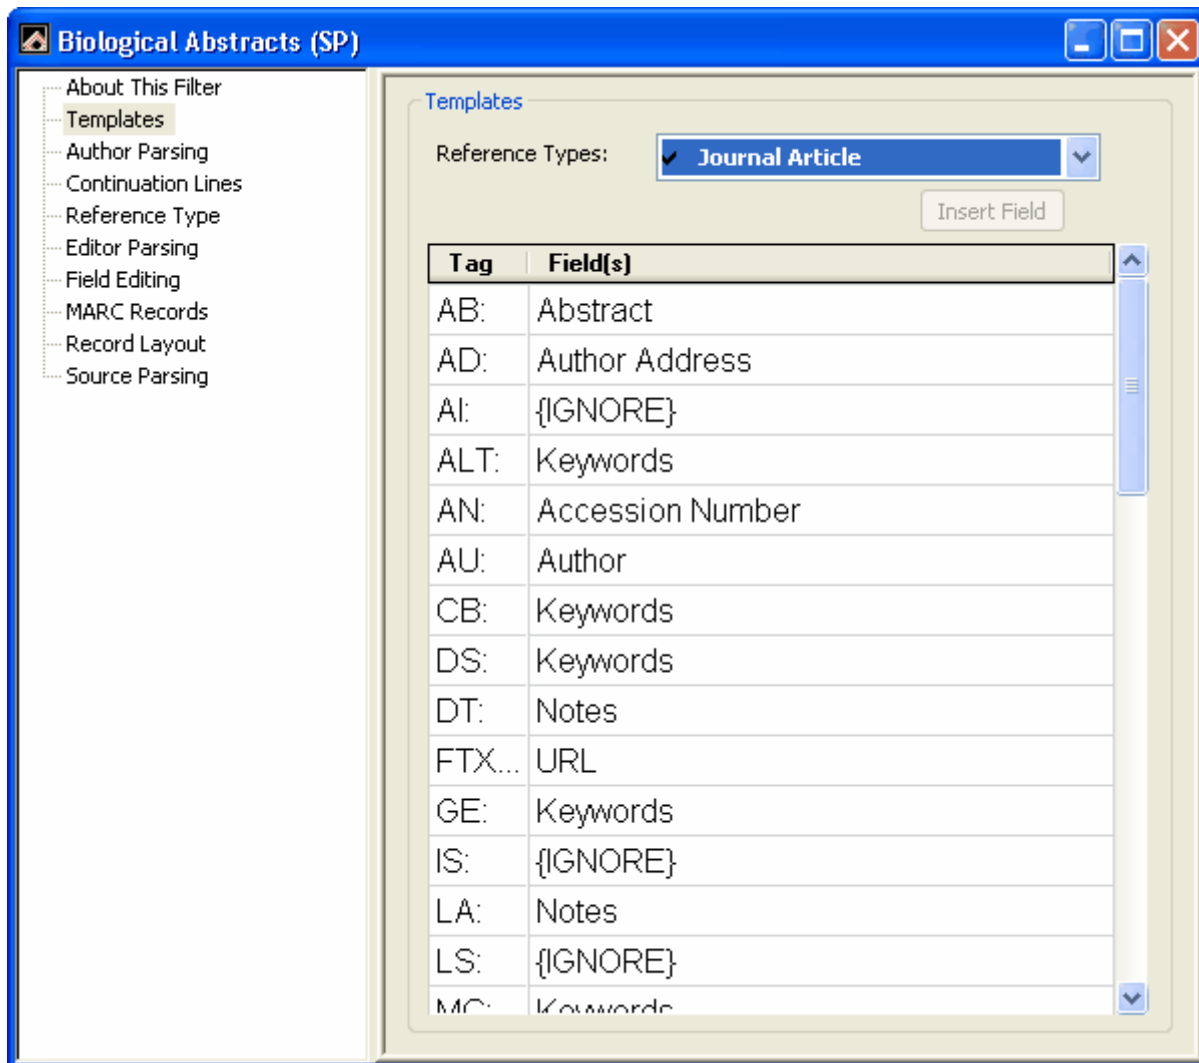 Biological Abstracts (SP)
About This Filter
Templates
Author Parsing
Continuation Lines
Reference Type
Editor Parsing
Field Editing
MARC Records
Record Layout
Source Parsing
Templates
Reference Types: Journal Article
Insert Field
Tag Field(s)
AB: Abstract
AD: Author Address
AI: {IGNORE}
ALT: Keywords
AN: Accession Number
AU: Author
CB: Keywords
DS: Keywords
DT: Notes
FTX... URL
GE: Keywords
IS: {IGNORE}
LA: Notes
LS: {IGNORE}
MC: Keywords